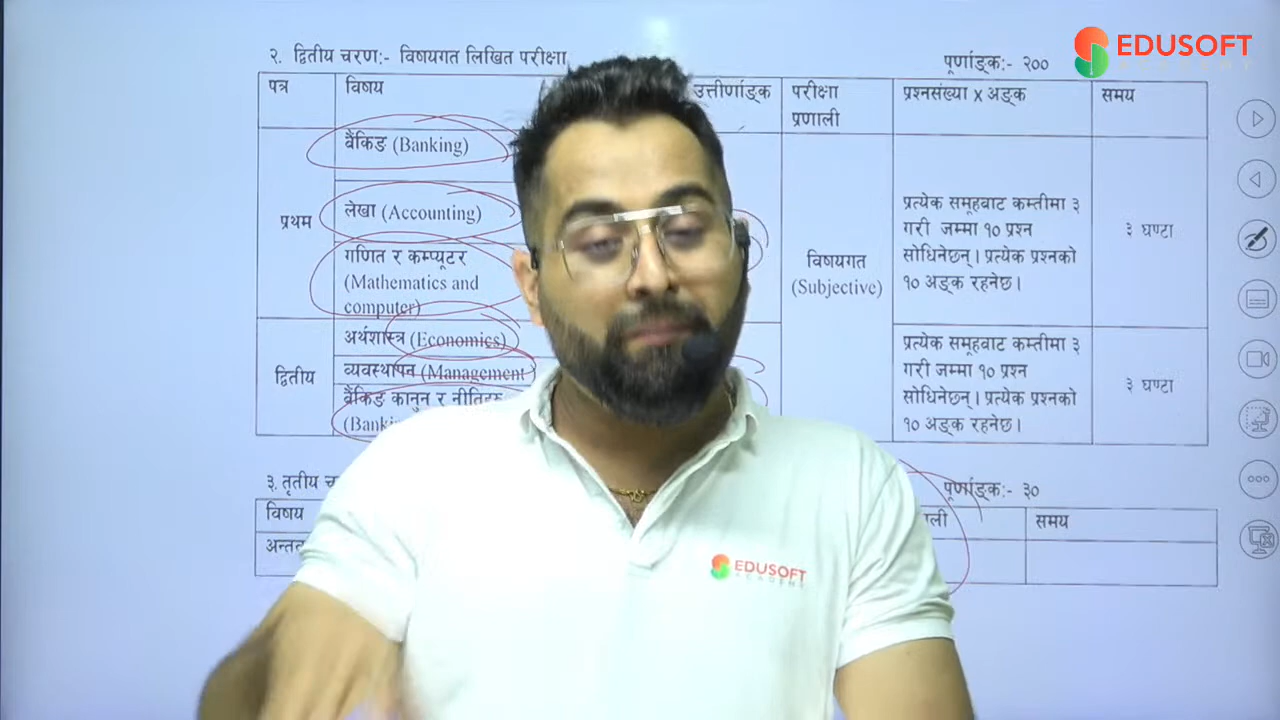 EDUSOFT
ACADEMY
२. द्वितीय चरण:- विषयगत लिखित परीक्षा
पूर्णाङ्क:- २००
पत्र
विषय
उत्तीर्णाङ्क
परीक्षा
प्रणाली
प्रश्नसंख्या X अङ्क
समय
प्रथम
बैंकिङ (Banking)
लेखा (Accounting)
गणित र कम्प्यूटर
(Mathematics and
computer)
विषयगत
(Subjective)
प्रत्येक समूहबाट कम्तीमा ३
गरी जम्मा १० प्रश्न
सोधिनेछन्। प्रत्येक प्रश्नको
१० अङ्क रहनेछ।
३ घण्टा
द्वितीय
अर्थशास्त्र (Economics)
व्यवस्थापन (Management
बैंकिङ कानुन र
प्रत्येक समूहबाट कम्तीमा ३
गरी जम्मा १० प्रश्न
सोधिनेछन्। प्रत्येक प्रश्नको
१० अङ्क रहनेछ।
३ घण्टा
३. तृतीय
पूर्णाङ्क:- ३०
विषय
समय
EDUSOFT
ACADEMY